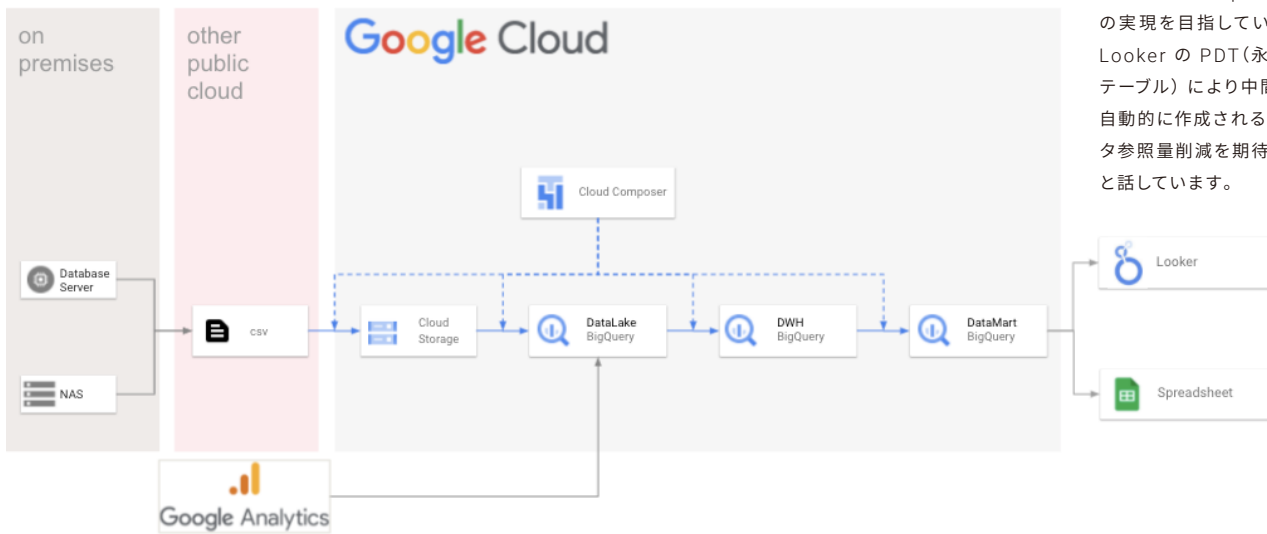 on
premises
other
public
cloud
Google Cloud
の実現を目指してい
Looker の PDT(永
テーブル) により中間
自動的に作成される
タ参照量削減を期待
と話しています。
Cloud Composer
Database
Server
NAS
csv
Cloud
Storage
DataLake
BigQuery
DWH
BigQuery
DataMart
BigQuery
Looker
Spreadsheet
Google Analytics